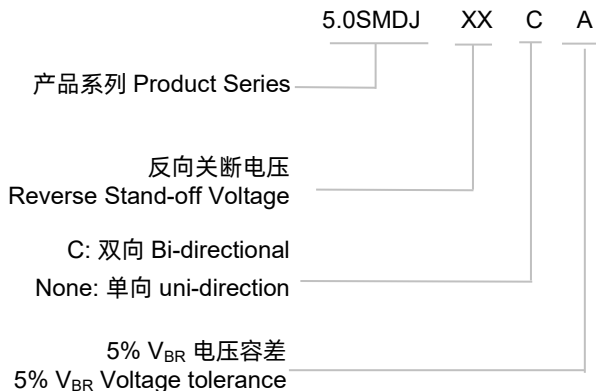 5.0SMDJ XX C A
产品系列 Product Series
反向关断电压
Reverse Stand-off Voltage
C: 双向 Bi-directional
None: 单向 uni-direction
5% VBR 电压容差
5% VBR Voltage tolerance